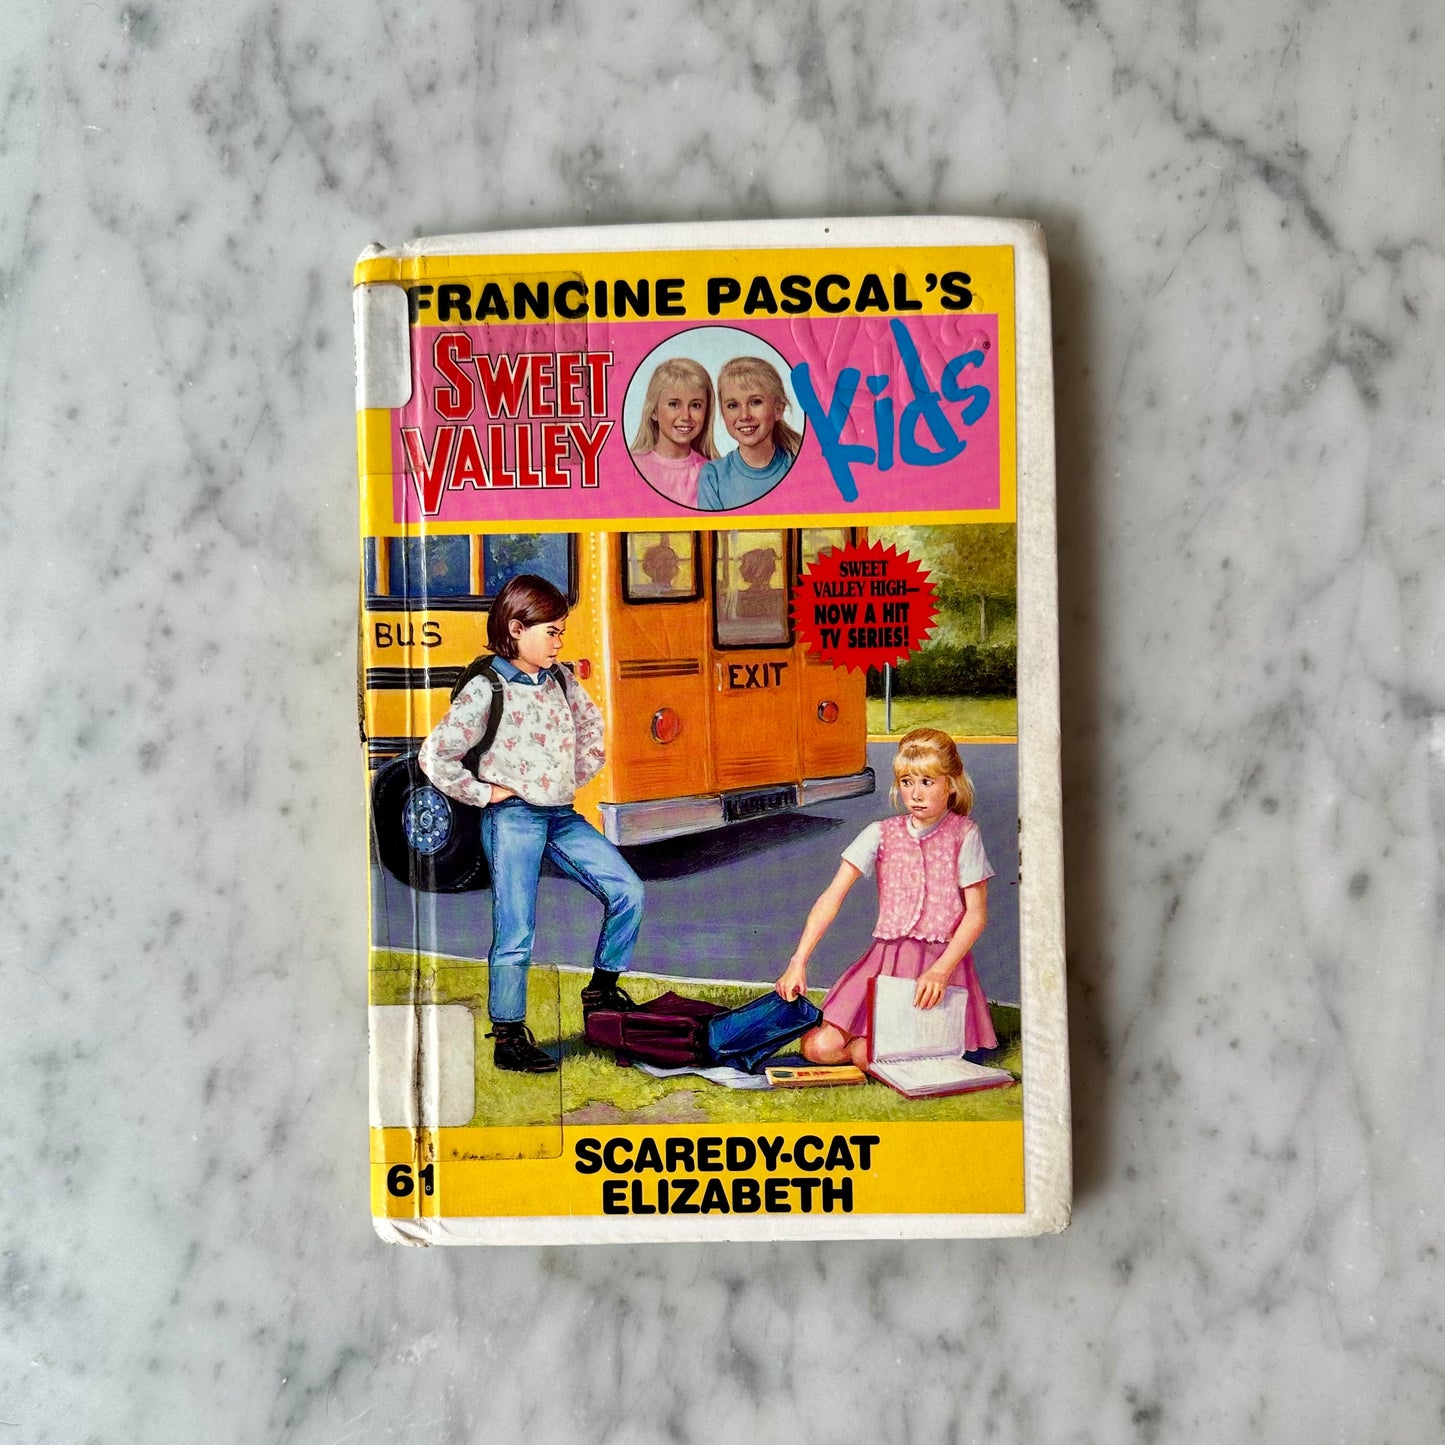 FRANCINE PASCAL'S
SWEET
VALLEY
Kids®
SWEET
VALLEY HIGH—
NOW A HIT
TV SERIES!
BUS
EXIT
SCAREDY-CAT
ELIZABETH
61